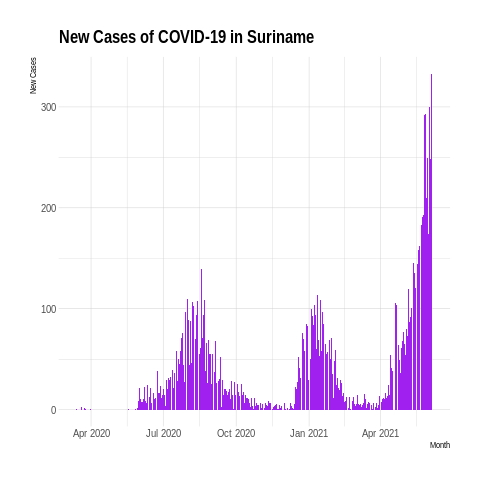 New Cases of COVID-19 in Suriname
New Cases
300
200
100
0
Apr 2020 Jul 2020 Oct 2020 Jan 2021 Apr 2021
Month